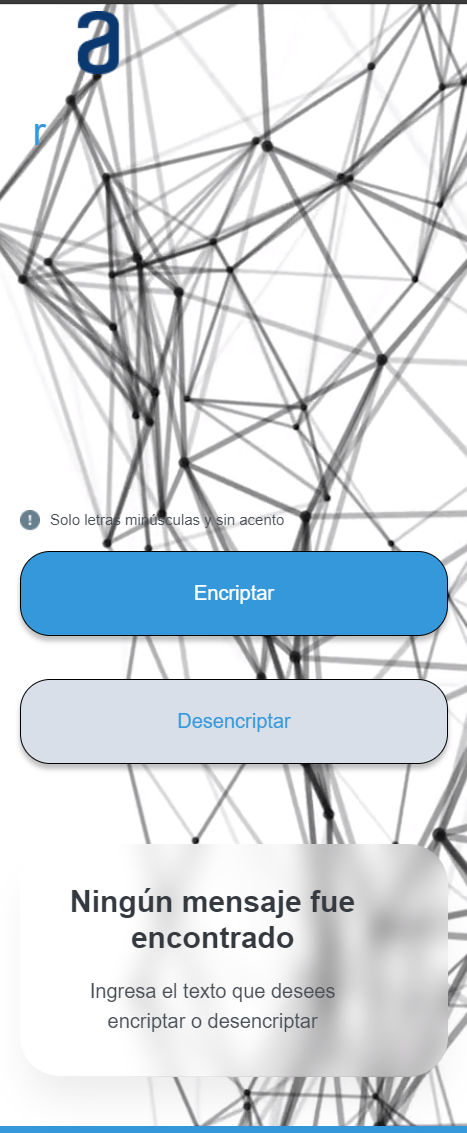 a
r
Solo letras minúsculas y sin acento
Encriptar
Desencriptar
Ningún mensaje fue
encontrado
Ingresa el texto que desees
encriptar o desencriptar